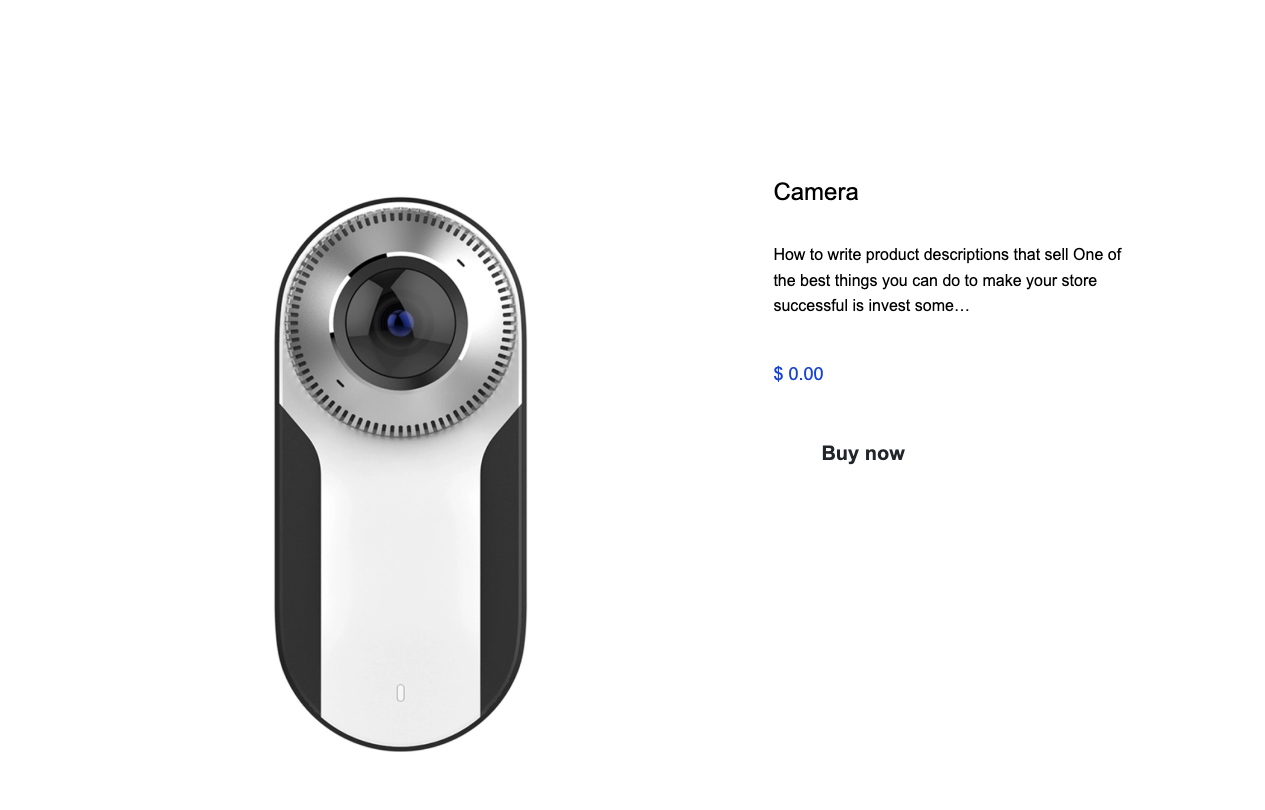 Camera
How to write product descriptions that sell One of
the best things you can do to make your store
successful is invest some…
$ 0.00
Buy now